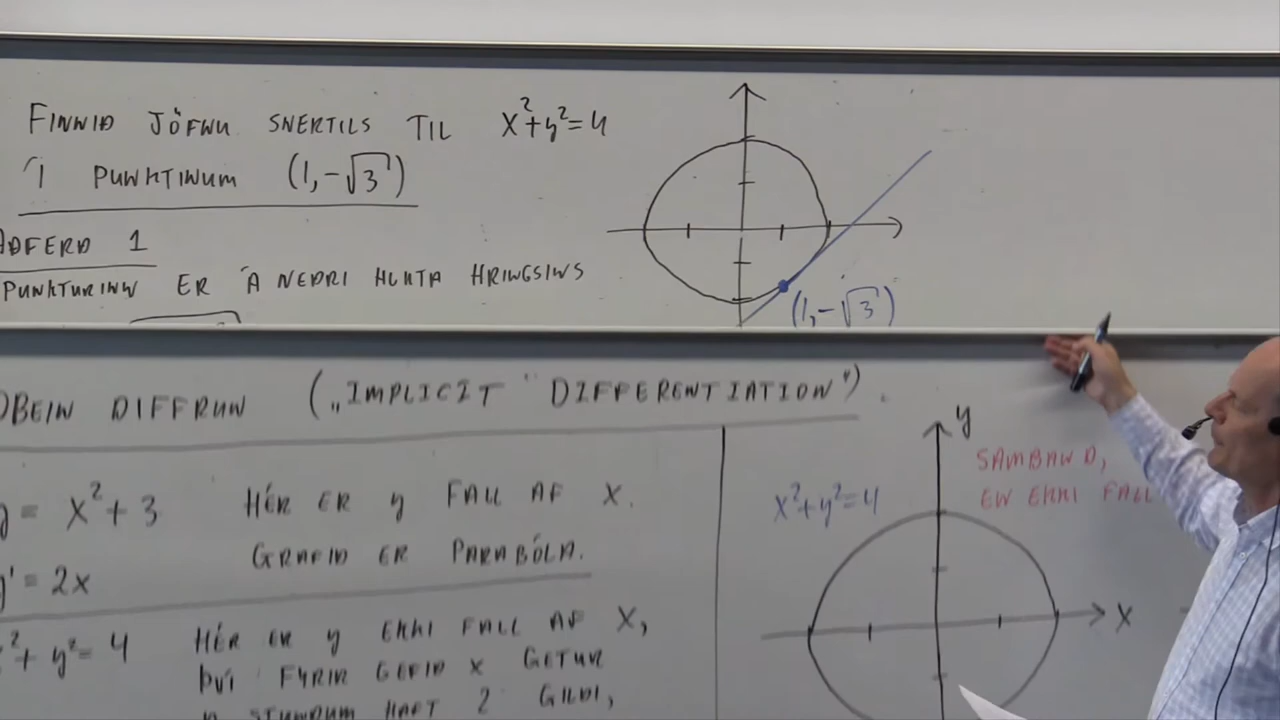 FINNIÐ JÖFNU SNERTILS TIL x²+y²=4
Í PUNKTINUM (1,-√3)
AÐFERÐ 1
PUNKTURINN ER Á NEÐRI HLUTA HRINGSINS
(1,-√3)
ÓBEIN DIFFRUN („IMPLICIT DIFFERENTIATION")
y = x²+3 HÉR ER y FALL AF x.
GRAFIÐ ER PARABÓLA.
y' = 2x
x²+y²=4 HÉR ER y EKKI FALL AF x,
ÞVÍ FYRIR GEFIÐ x GETUR
y STUNDUM HAFT 2 GILDI,
y
SAMBAND,
EN EKKI FALL
x²+y²=4
x